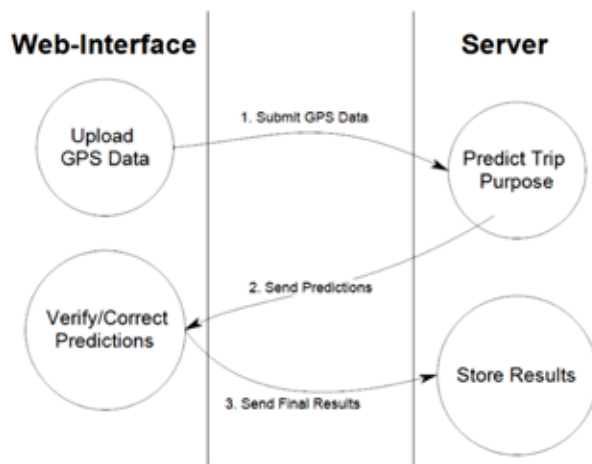 Web-Interface
Server
Upload
GPS Data
1. Submit GPS Data
Predict Trip
Purpose
2. Send Predictions
Verify/Correct
Predictions
3. Send Final Results
Store Results